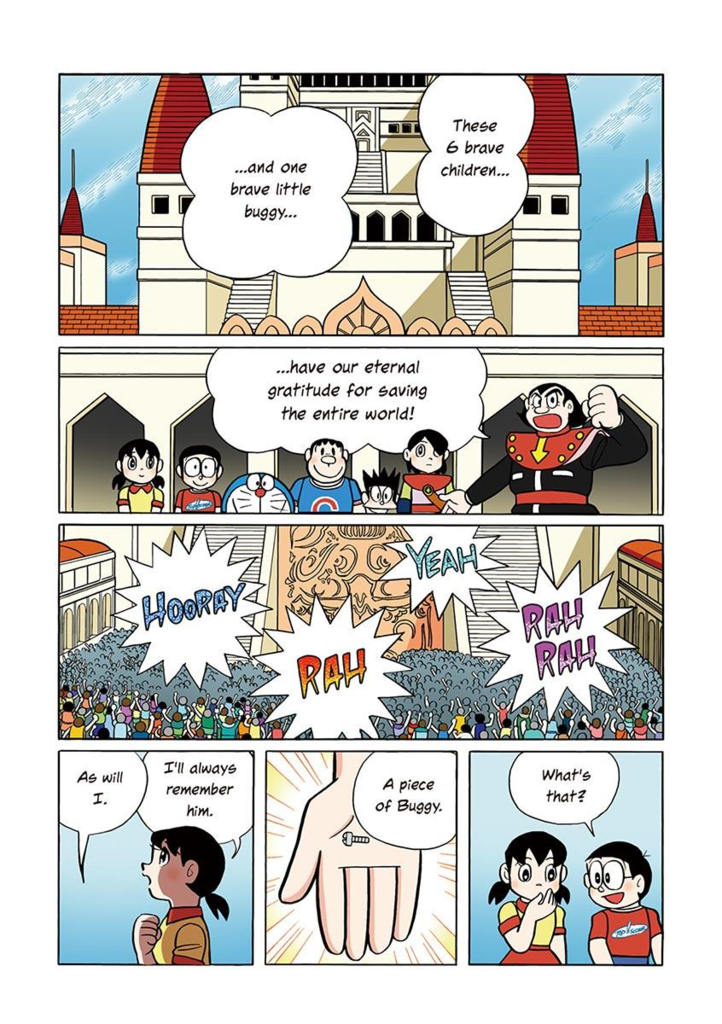 These
6 brave
children...
...and one
brave little
buggy...
...have our eternal
gratitude for saving
the entire world!
YEAH
RAH
RAH
RAH
HOORAY
What's
that?
A piece
of Buggy.
I'll always
remember
him.
As will
I.